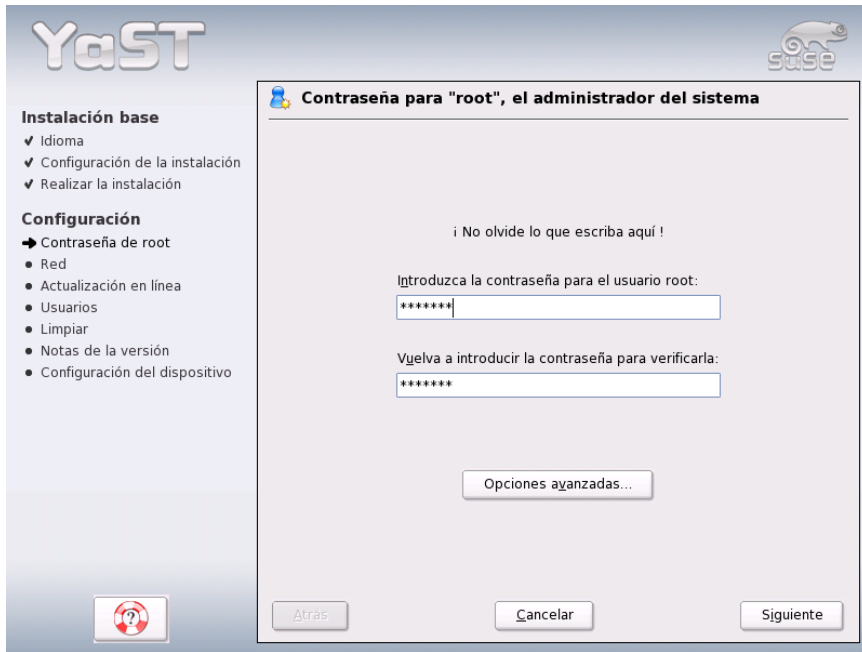 YaST
SUSE
Instalación base
Idioma
Configuración de la instalación
Realizar la instalación
Configuración
Contraseña de root
Red
Actualización en línea
Usuarios
Limpiar
Notas de la versión
Configuración del dispositivo
Contraseña para "root", el administrador del sistema
¡ No olvide lo que escriba aquí !
Introduzca la contraseña para el usuario root:
*******
Vuelva a introducir la contraseña para verificarla:
*******
Opciones avanzadas...
?
Atrás
Cancelar
Siguiente